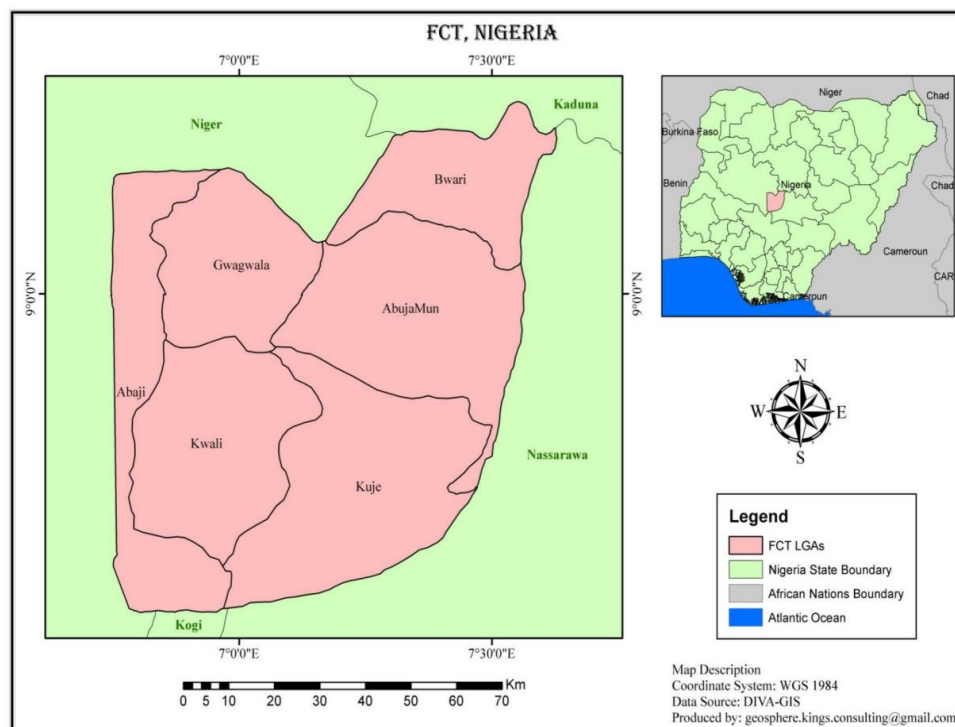 FCT, NIGERIA
7°0'0"E
7°30'0"E
Kaduna
Niger
Bwari
Gwagwala
9°0'0"N
AbujaMun
Abaji
Kwali
Kuje
Nassarawa
Kogi
7°0'0"E
7°30'0"E
Km
0 5 10 20 30 40 50 60 70
Niger
Chad
Burkina Faso
Benin
Nigeria
Chad
Cameroun
CAR
Cameroun
9°0'0"N
N
W
E
S
Legend
FCT LGAs
Nigeria State Boundary
African Nations Boundary
Atlantic Ocean
Map Description
Coordinate System: WGS 1984
Data Source: DIVA-GIS
Produced by: geosphere.kings.consulting@gmail.com